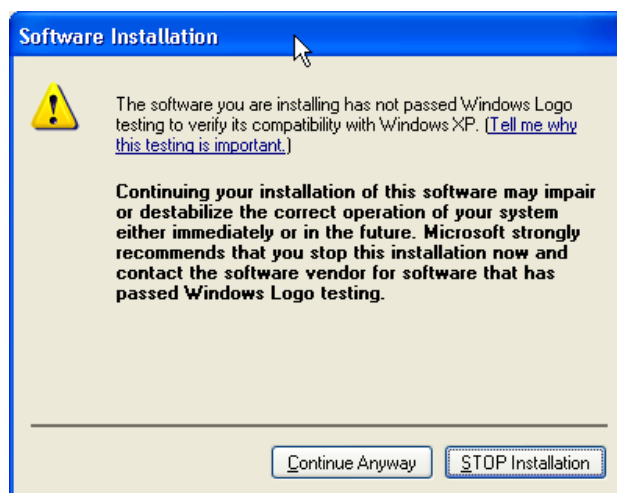 Software Installation
The software you are installing has not passed Windows Logo
testing to verify its compatibility with Windows XP. (Tell me why
this testing is important.)
Continuing your installation of this software may impair
or destabilize the correct operation of your system
either immediately or in the future. Microsoft strongly
recommends that you stop this installation now and
contact the software vendor for software that has
passed Windows Logo testing.
Continue Anyway
STOP Installation